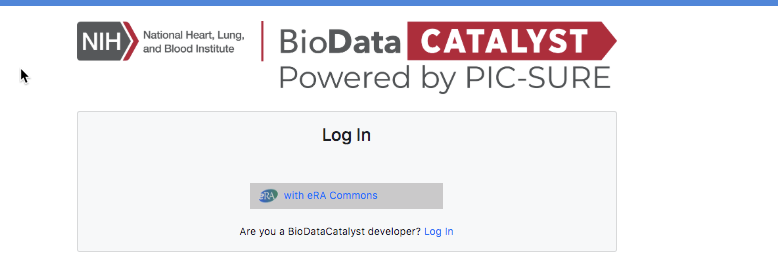 NIH National Heart, Lung, and Blood Institute
BioData CATALYST
Powered by PIC-SURE
Log In
eRA with eRA Commons
Are you a BioDataCatalyst developer? Log In